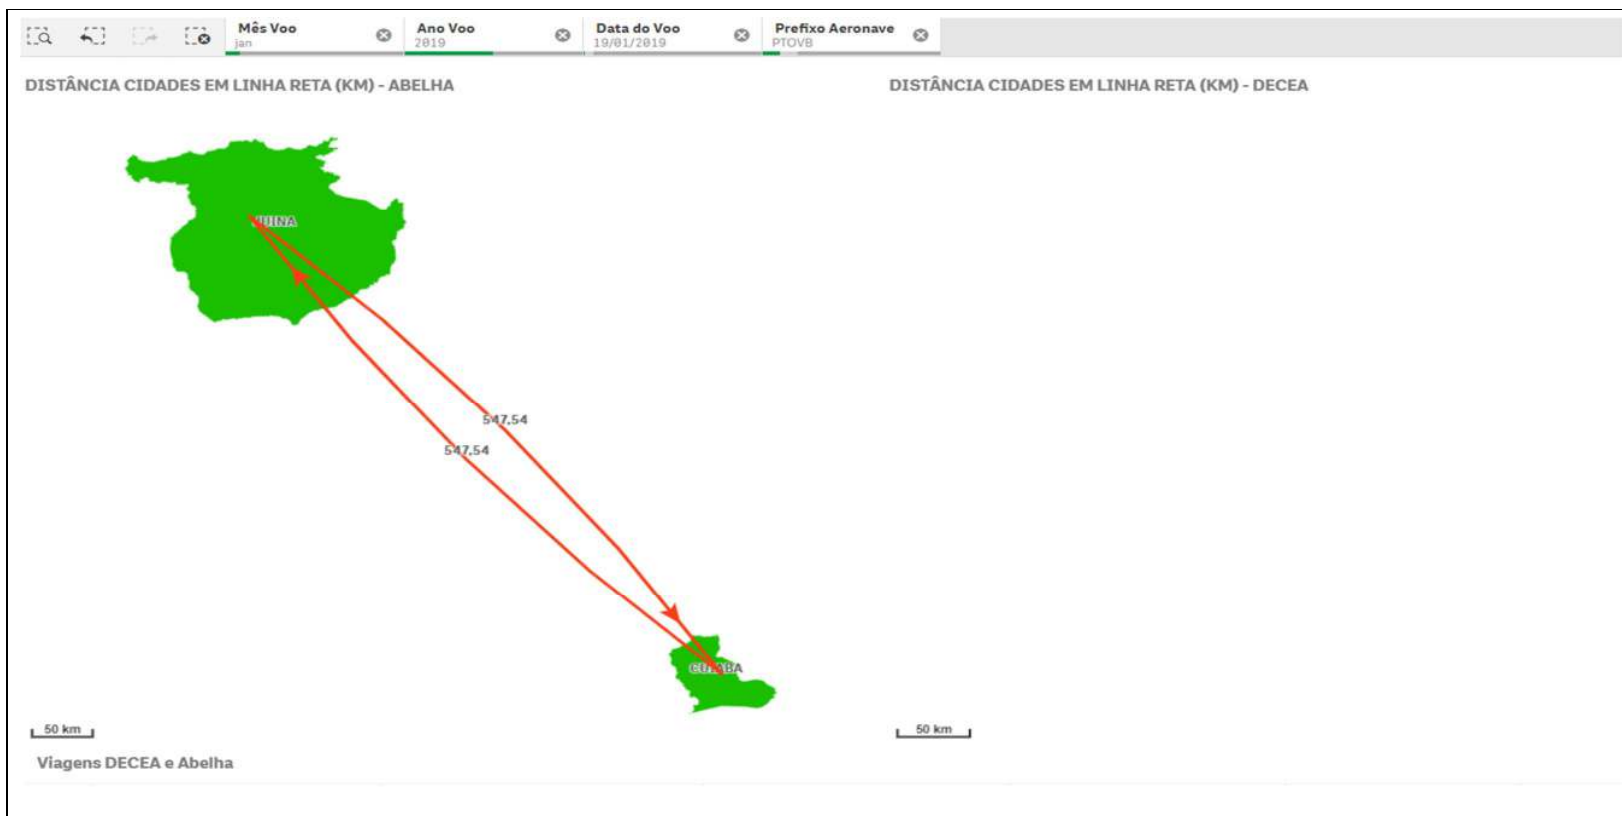 Mês Voo
jan
Ano Voo
2019
Data do Voo
19/01/2019
Prefixo Aeronave
PTOVB
DISTÂNCIA CIDADES EM LINHA RETA (KM) - ABELHA
DISTÂNCIA CIDADES EM LINHA RETA (KM) - DECEA
547,54
547,54
CUIABA
50 km
50 km
Viagens DECEA e Abelha